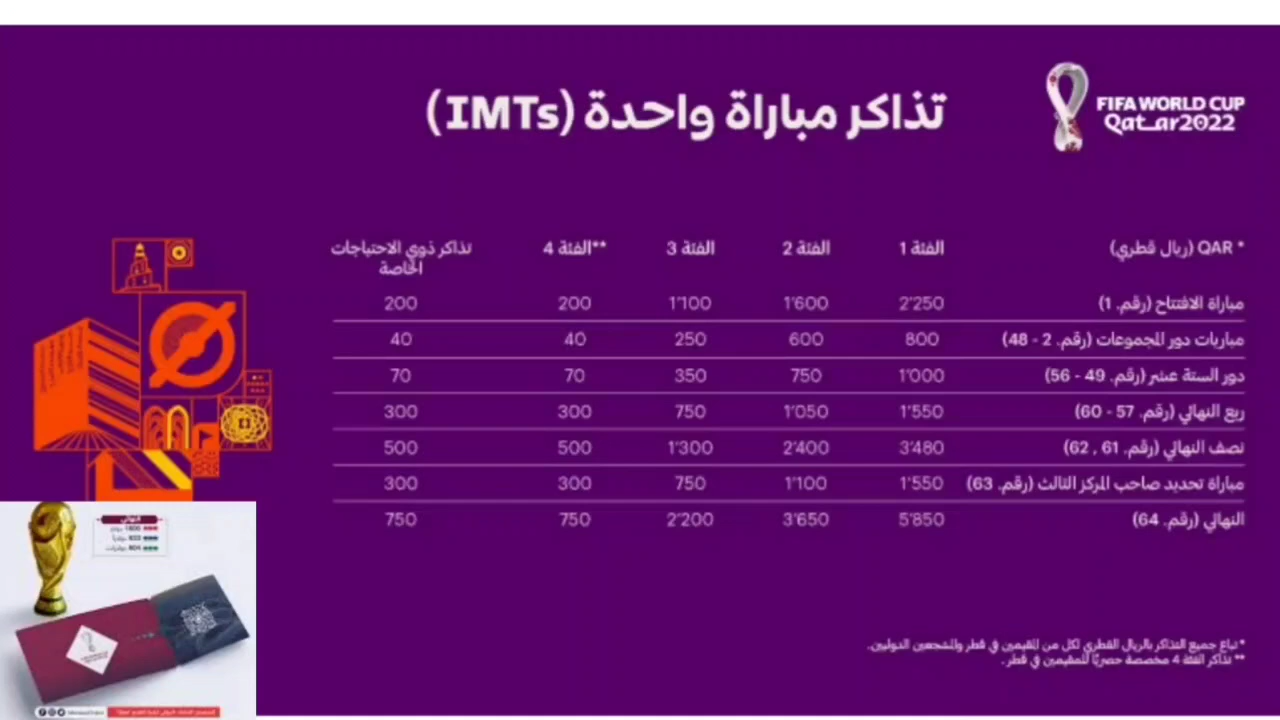 تذاكر مباراة واحدة (IMTs)
FIFA WORLD CUP
Qatar2022
* QAR (ريال قطري) الفئة 1 الفئة 2 الفئة 3 **الفئة 4 تذاكر ذوي الاحتياجات
الخاصة
مباراة الافتتاح (رقم. 1) 2'250 1'600 1'100 200 200
مباريات دور المجموعات (رقم. 2 - 48) 800 600 250 40 40
دور الستة عشر (رقم. 49 - 56) 1'000 750 350 70 70
ربع النهائي (رقم. 57 - 60) 1'550 1'050 750 300 300
نصف النهائي (رقم. 61 , 62) 3'480 2'400 1'300 500 500
مباراة تحديد صاحب المركز الثالث (رقم. 63) 1'550 1'100 750 300 300
النهائي (رقم. 64) 5'850 3'650 2'200 750 750
* تباع جميع التذاكر بالريال القطري لكل من المقيمين في قطر والمشجعين الدوليين.
** تذاكر الفئة 4 مخصصة حصريًا للمقيمين في قطر.
النهائي